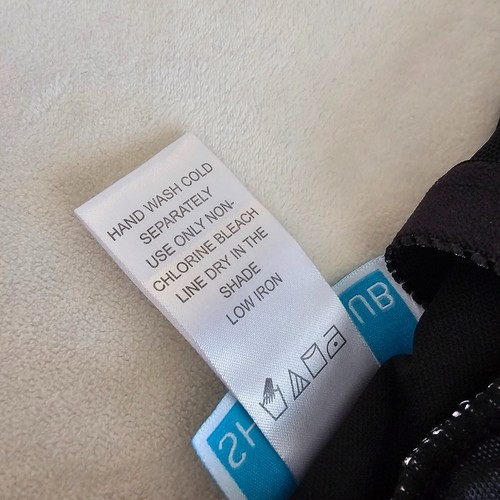 HAND WASH COLD
SEPARATELY
USE ONLY NON-
CHLORINE BLEACH
LINE DRY IN THE
SHADE
LOW IRON